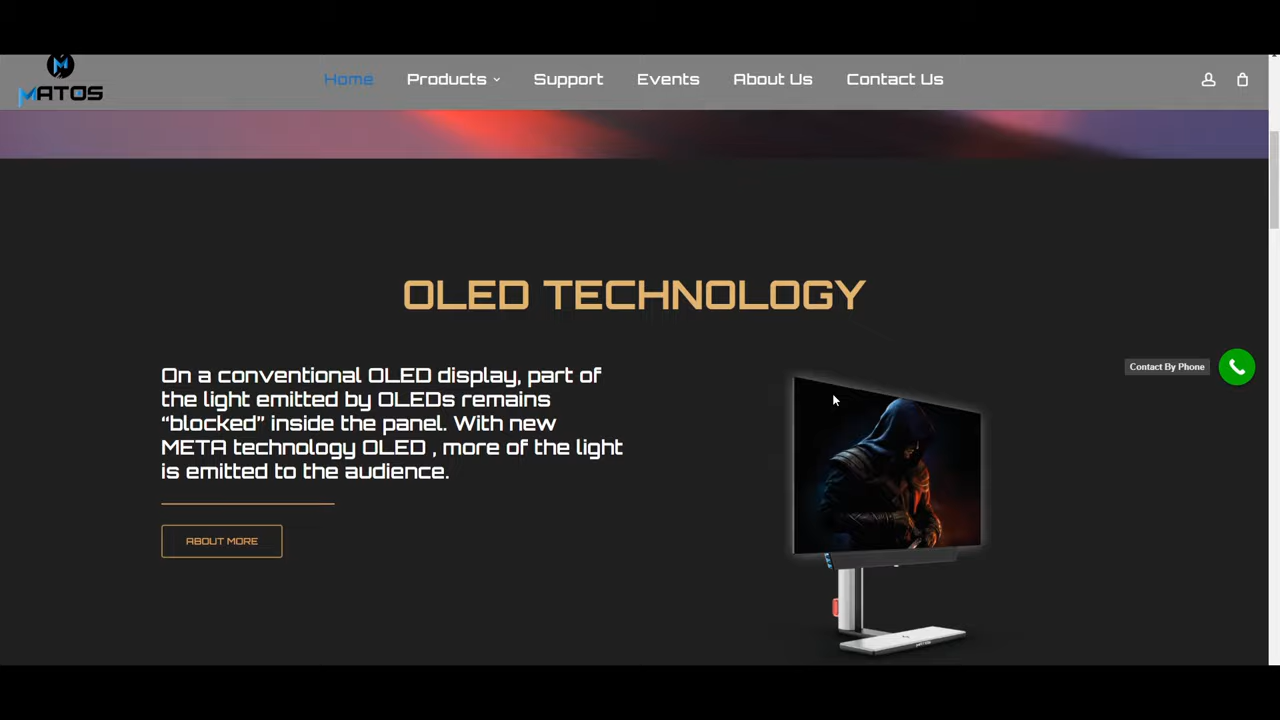 MATOS
Home Products Support Events About Us Contact Us
OLED TECHNOLOGY
On a conventional OLED display, part of
the light emitted by OLEDs remains
“blocked” inside the panel. With new
META technology OLED , more of the light
is emitted to the audience.
ABOUT MORE
Contact By Phone